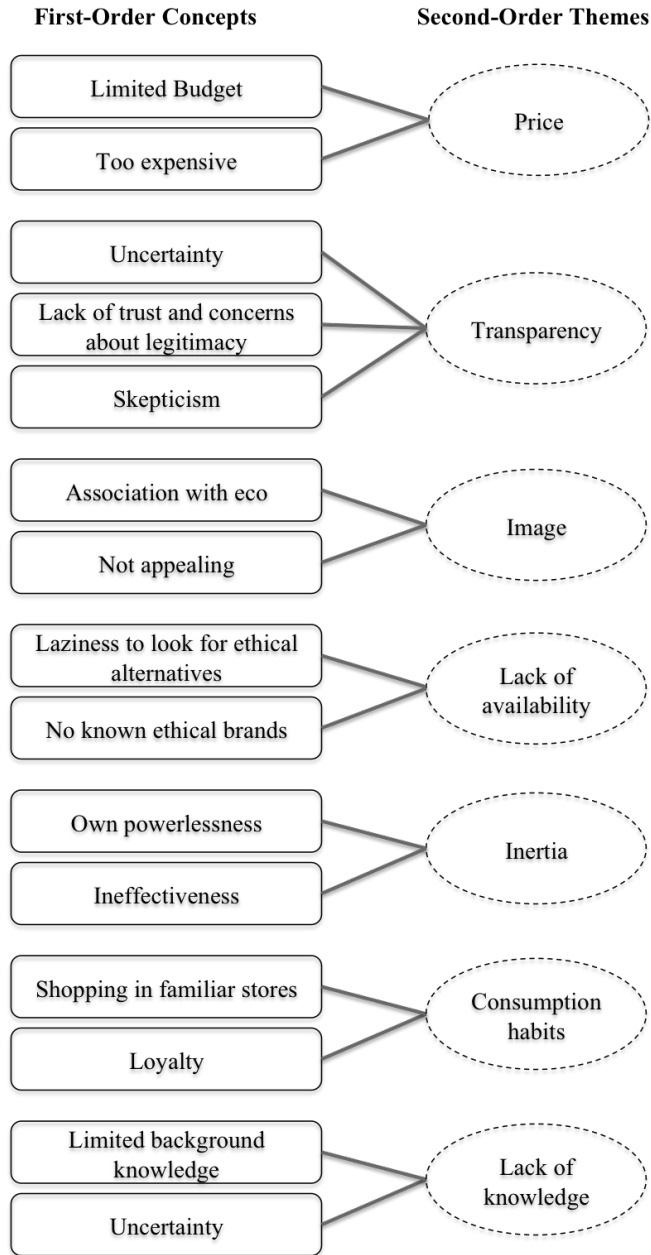 First-Order Concepts
Second-Order Themes
Limited Budget
Too expensive
Price
Uncertainty
Lack of trust and concerns
about legitimacy
Skepticism
Transparency
Association with eco
Not appealing
Image
Laziness to look for ethical
alternatives
No known ethical brands
Lack of
availability
Own powerlessness
Ineffectiveness
Inertia
Shopping in familiar stores
Loyalty
Consumption
habits
Limited background
knowledge
Uncertainty
Lack of
knowledge